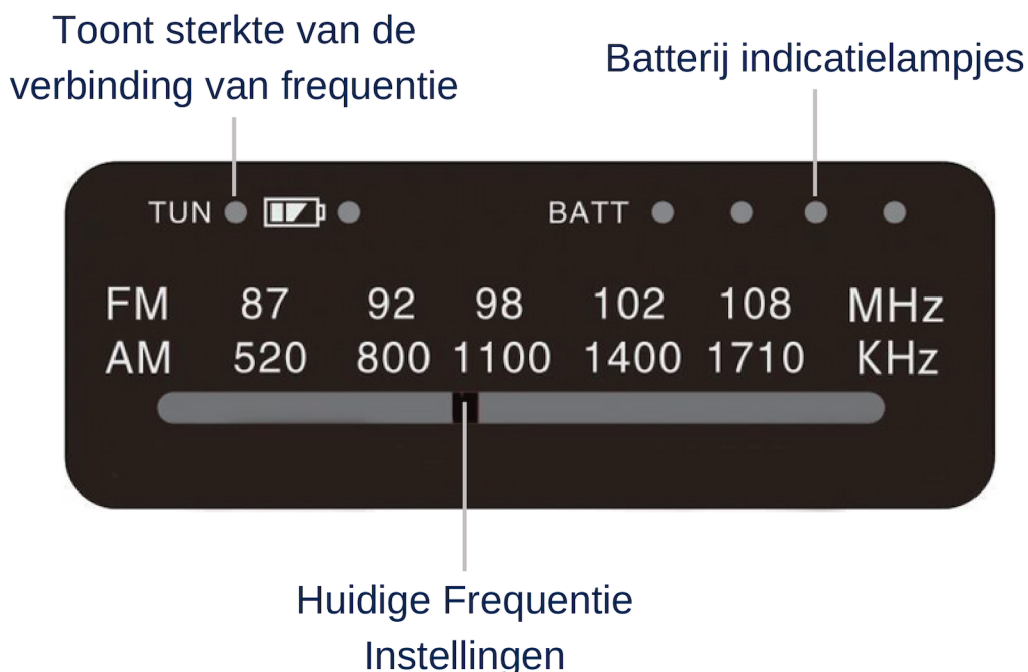 Toont sterkte van de
verbinding van frequentie
Batterij indicatielampjes
TUN
BATT
FM 87 92 98 102 108 MHz
AM 520 800 1100 1400 1710 KHz
Huidige Frequentie
Instellingen